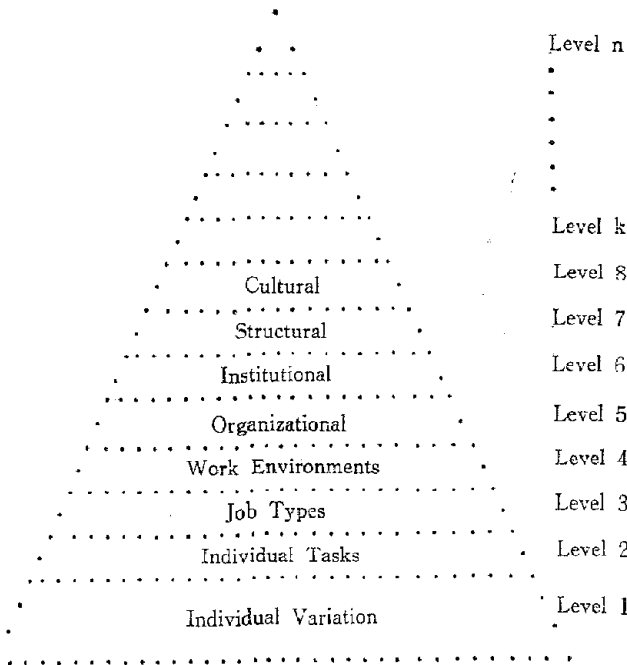 Level n
Level k
Cultural Level 8
Structural Level 7
Institutional Level 6
Organizational Level 5
Work Environments Level 4
Job Types Level 3
Individual Tasks Level 2
Individual Variation Level 1